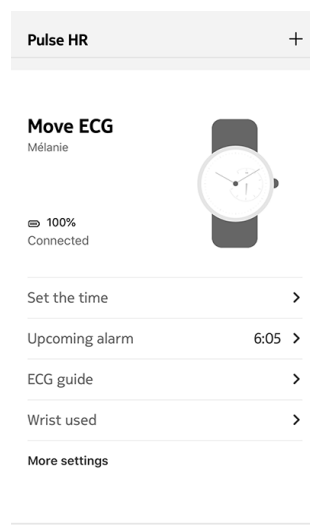 Pulse HR
Move ECG
Mélanie
100%
Connected
Set the time
Upcoming alarm 6:05
ECG guide
Wrist used
More settings